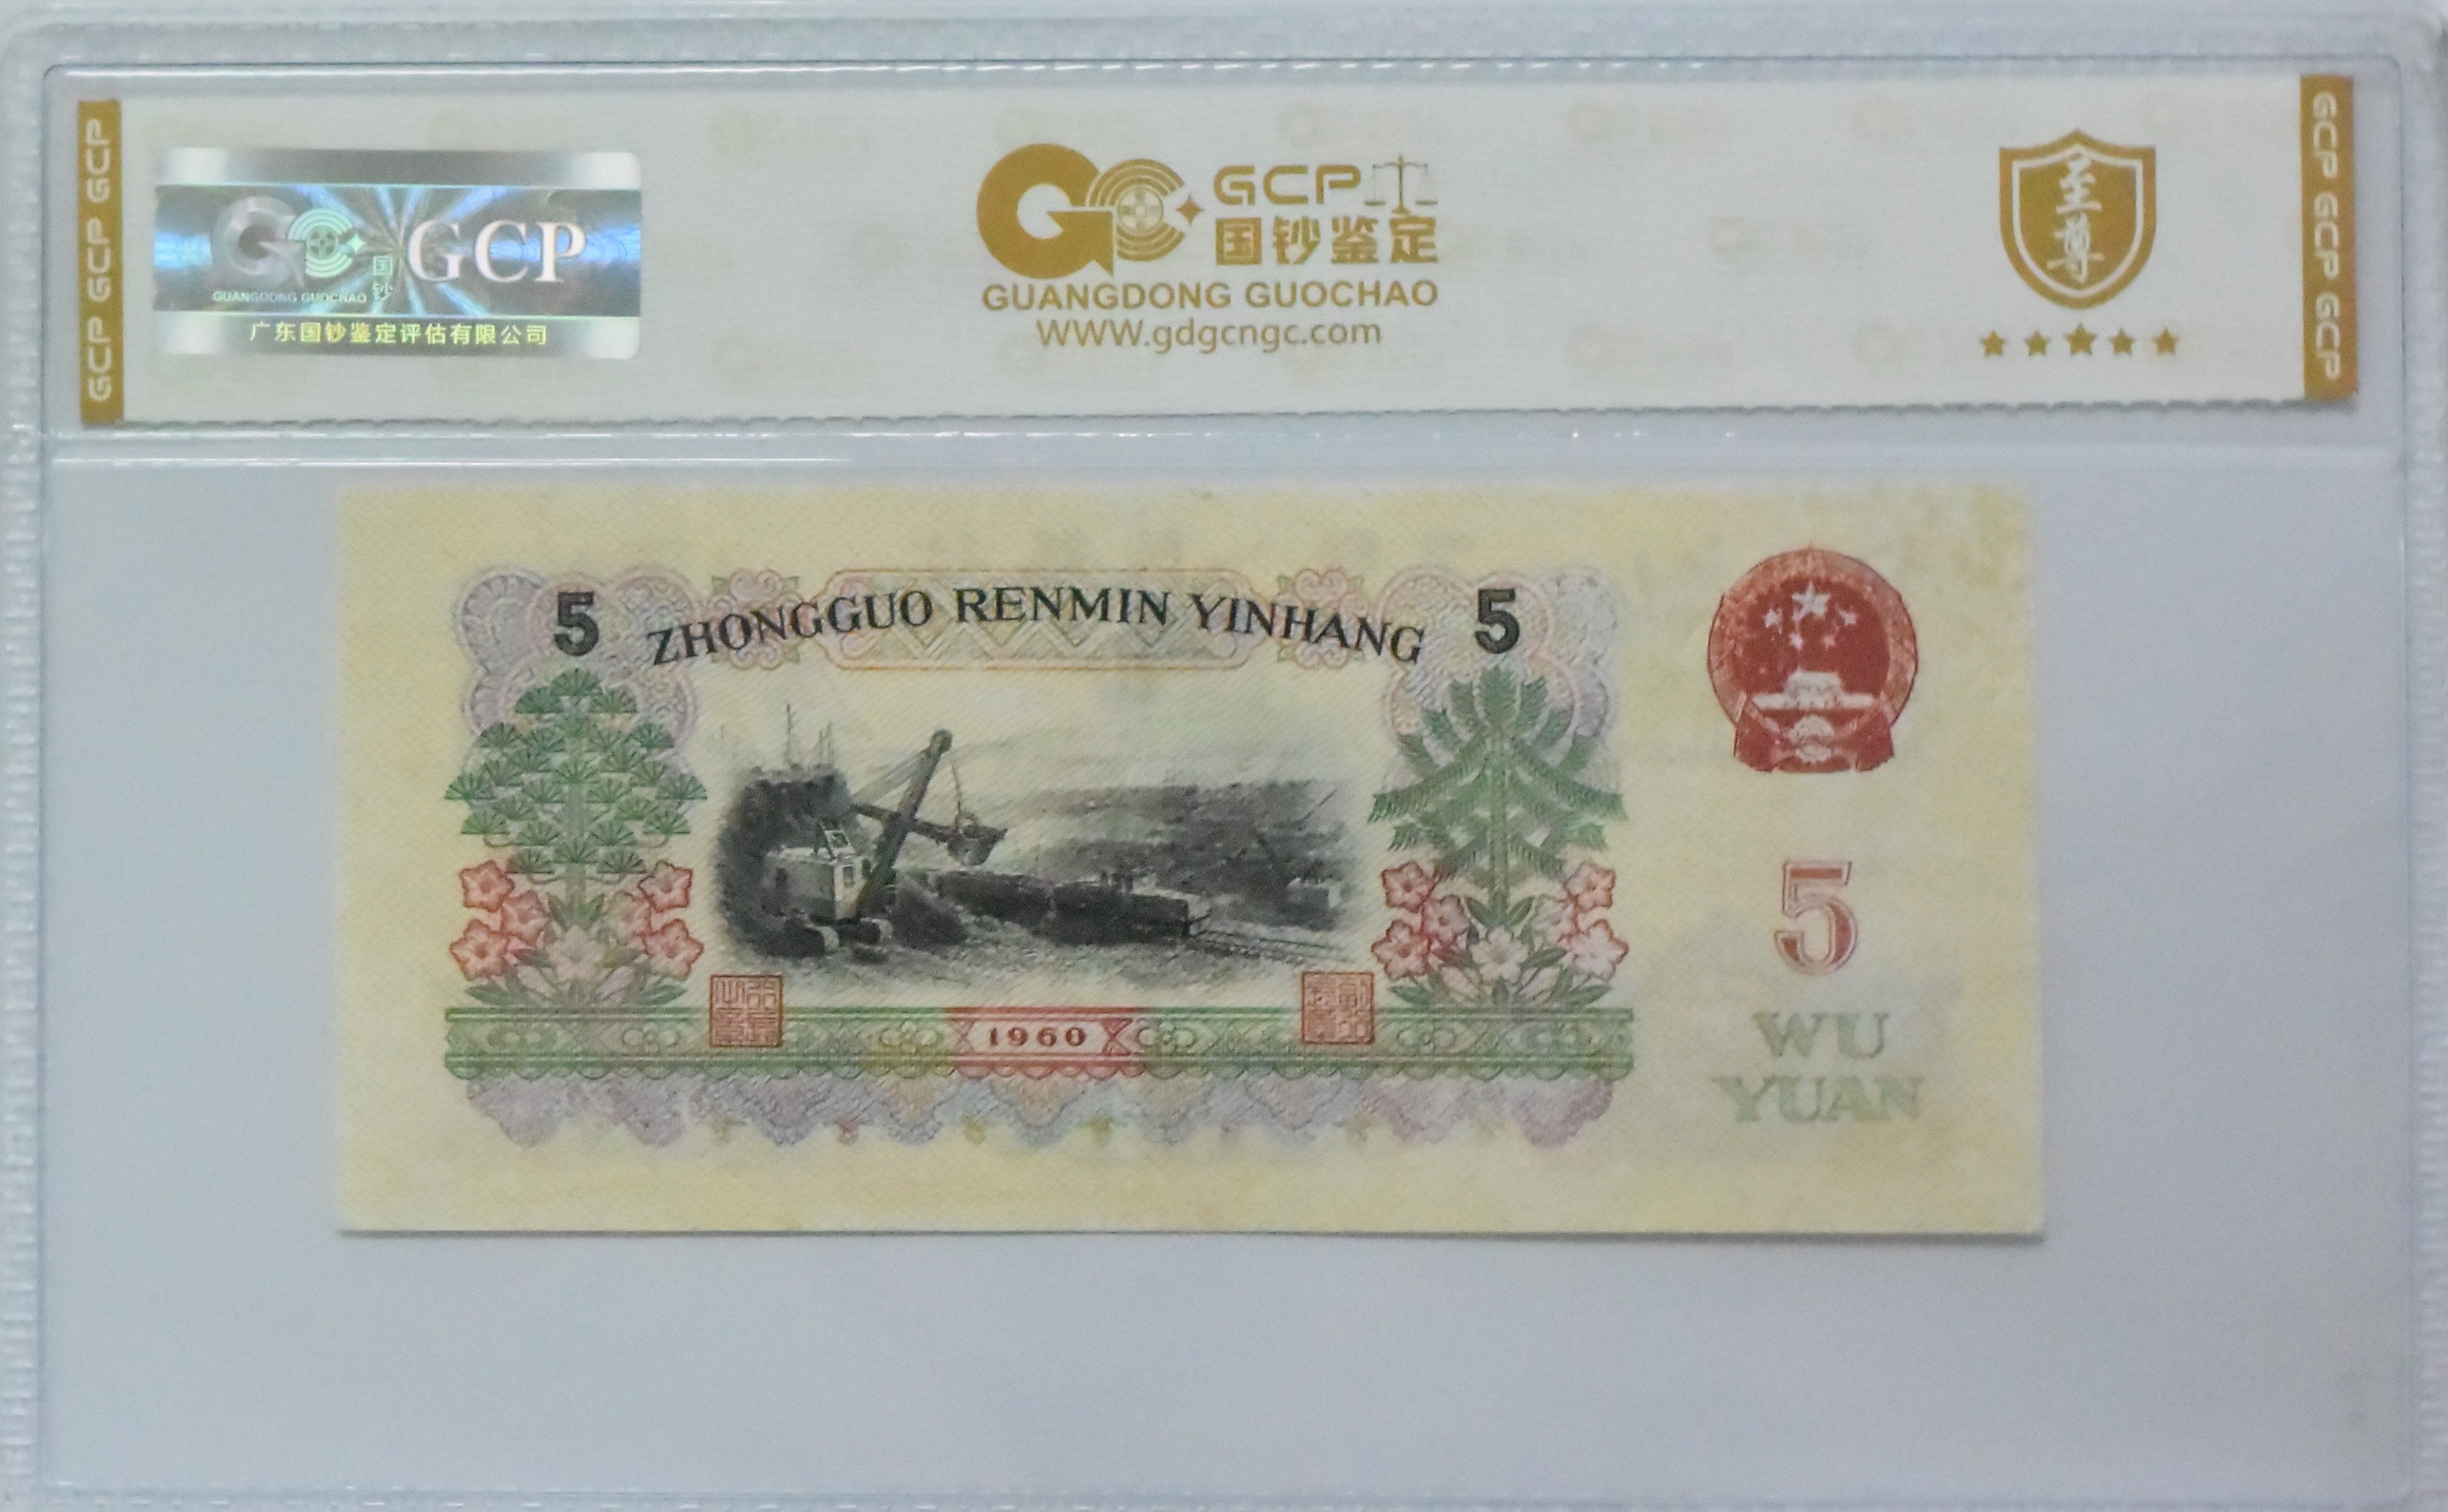 GCP GCP GCP GCP
GCP
国钞
GUANGDONG GUOCHAO
广东国钞鉴定评估有限公司
GCP
国钞鉴定
GUANGDONG GUOCHAO
WWW.gdgcngc.com
至尊
GCP GCP GCP GCP
5
ZHONGGUO RENMIN YINHANG
5
1960
5
WU
YUAN